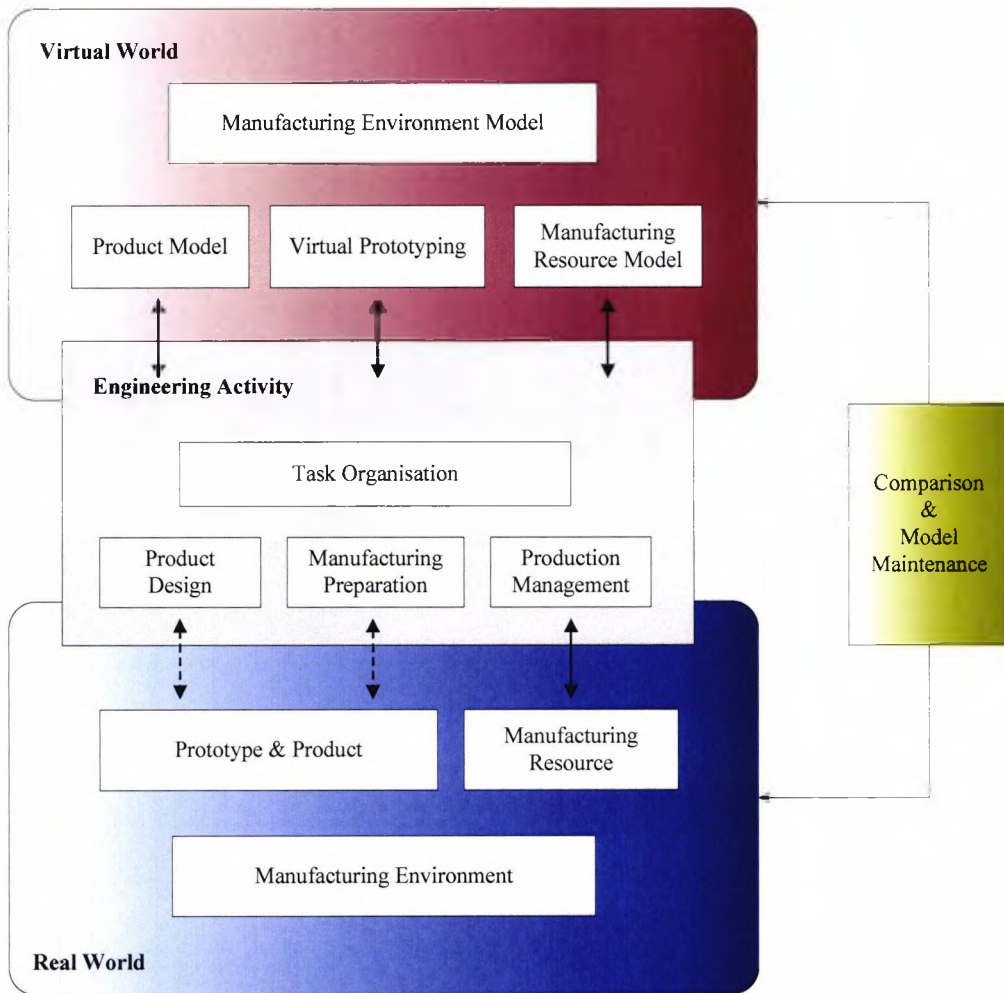 Virtual World
Manufacturing Environment Model
Product Model
Virtual Prototyping
Manufacturing
Resource Model
Engineering Activity
Task Organisation
Product
Design
Manufacturing
Preparation
Production
Management
Comparison
&
Model
Maintenance
Prototype & Product
Manufacturing
Resource
Manufacturing Environment
Real World